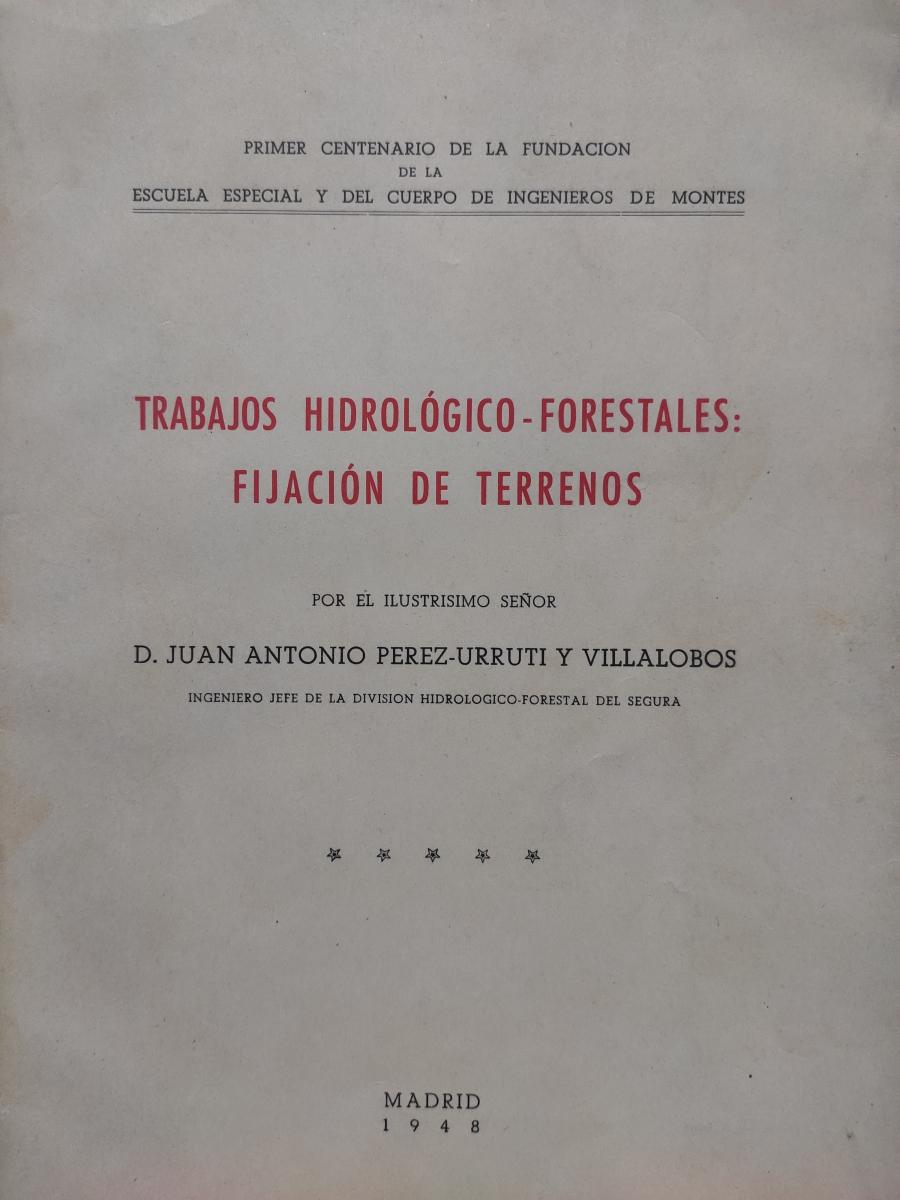 PRIMER CENTENARIO DE LA FUNDACION
DE LA
ESCUELA ESPECIAL Y DEL CUERPO DE INGENIEROS DE MONTES
TRABAJOS HIDROLÓGICO-FORESTALES:
FIJACIÓN DE TERRENOS
POR EL ILUSTRISIMO SEÑOR
D. JUAN ANTONIO PEREZ-URRUTI Y VILLALOBOS
INGENIERO JEFE DE LA DIVISION HIDROLOGICO-FORESTAL DEL SEGURA
MADRID
1948